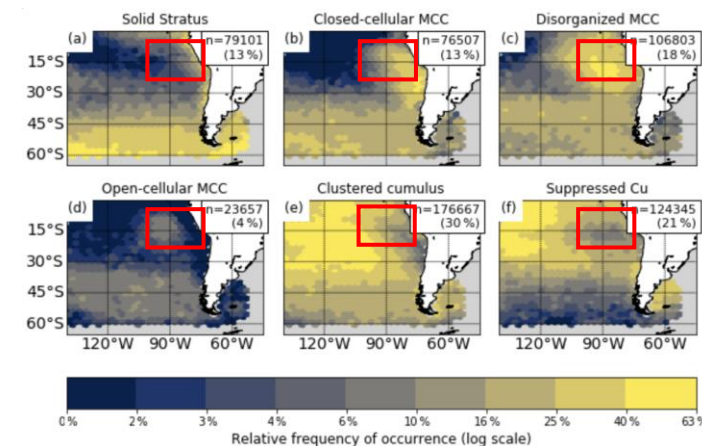 Solid Stratus Closed-cellular MCC Disorganized MCC
(a) n=79101 (b) n=76507 (c) n=106803
(13 %) (13 %) (18 %)
15°S
30°S
45°S
60°S
Open-cellular MCC Clustered cumulus Suppressed Cu
(d) n=23657 (e) n=176667 (f) n=124345
(4 %) (30 %) (21 %)
15°S
30°S
45°S
60°S
120°W 90°W 60°W 120°W 90°W 60°W 120°W 90°W 60°W
0% 2% 3% 4% 6% 10% 16% 25% 40% 63%
Relative frequency of occurrence (log scale)